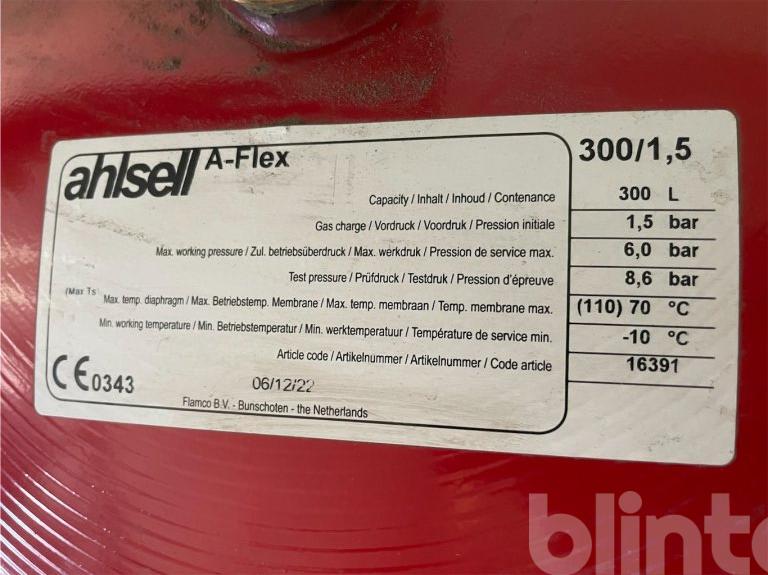 ahlsell A-Flex 300/1,5
Capacity / Inhalt / Inhoud / Contenance 300 L
Gas charge / Vordruck / Voordruk / Pression initiale 1,5 bar
Max. working pressure / Zul. betriebsüberdruck / Max. werkdruk / Pression de service max. 6,0 bar
Test pressure / Prüfdruck / Testdruk / Pression d'épreuve 8,6 bar
(Max Ts)
Max. temp. diaphragm / Max. Betriebstemp. Membrane / Max. temp. membraan / Temp. membrane max. (110) 70 °C
Min. working temperature / Min. Betriebstemperatur / Min. werktemperatuur / Température de service min. -10 °C
Article code / Artikelnummer / Artikelnummer / Code article 16391
CE 0343 06/12/22
Flamco B.V. - Bunschoten - the Netherlands
blinto